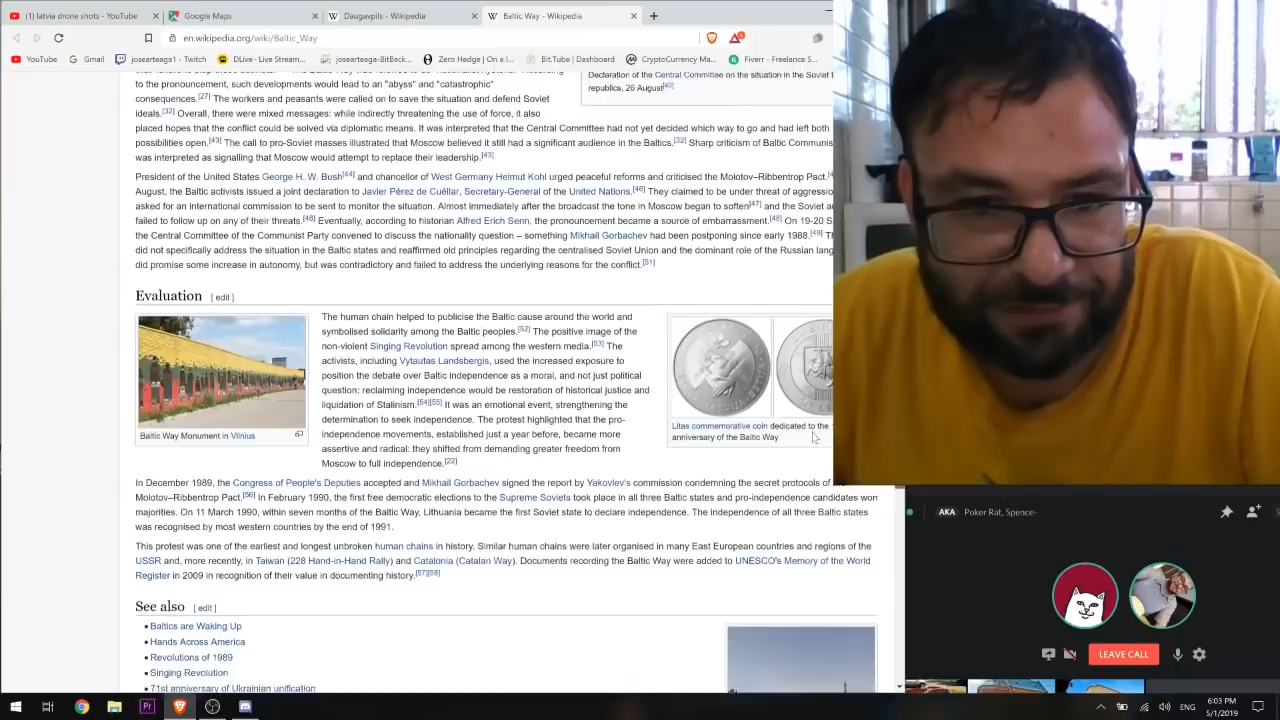 (1) latvia drone shots - YouTube
Google Maps
Daugavpils - Wikipedia
Baltic Way - Wikipedia
en.wikipedia.org/wiki/Baltic_Way
YouTube
Gmail
josearteaga1 - Twitch
DLive · Live Stream...
josearteaga-BitBack...
Zero Hedge | On a l...
Bit.Tube | Dashboard
CryptoCurrency Ma...
Fiverr - Freelance S...
to the pronouncement, such developments would lead to an "abyss" and "catastrophic"
consequences.[27] The workers and peasants were called on to save the situation and defend Soviet
ideals.[32] Overall, there were mixed messages: while indirectly threatening the use of force, it also
placed hopes that the conflict could be solved via diplomatic means. It was interpreted that the Central Committee had not yet decided which way to go and had left both
possibilities open.[43] The call to pro-Soviet masses illustrated that Moscow believed it still had a significant audience in the Baltics.[32] Sharp criticism of Baltic Communis
was interpreted as signalling that Moscow would attempt to replace their leadership.[43]
Declaration of the Central Committee on the situation in the Soviet
republics, 26 August[40]
President of the United States George H. W. Bush[44] and chancellor of West Germany Helmut Kohl urged peaceful reforms and criticised the Molotov–Ribbentrop Pact.
August, the Baltic activists issued a joint declaration to Javier Pérez de Cuéllar, Secretary-General of the United Nations.[46] They claimed to be under threat of aggressio
asked for an international commission to be sent to monitor the situation. Almost immediately after the broadcast the tone in Moscow began to soften[47] and the Soviet a
failed to follow up on any of their threats.[48] Eventually, according to historian Alfred Erich Senn, the pronouncement became a source of embarrassment.[48] On 19-20 S
the Central Committee of the Communist Party convened to discuss the nationality question – something Mikhail Gorbachev had been postponing since early 1988.[49] Th
did not specifically address the situation in the Baltic states and reaffirmed old principles regarding the centralised Soviet Union and the dominant role of the Russian lang
did promise some increase in autonomy, but was contradictory and failed to address the underlying reasons for the conflict.[51]
Evaluation [ edit ]
The human chain helped to publicise the Baltic cause around the world and
symbolised solidarity among the Baltic peoples.[52] The positive image of the
non-violent Singing Revolution spread among the western media.[53] The
activists, including Vytautas Landsbergis, used the increased exposure to
position the debate over Baltic independence as a moral, and not just political
question: reclaiming independence would be restoration of historical justice and
liquidation of Stalinism.[54][55] It was an emotional event, strengthening the
determination to seek independence. The protest highlighted that the pro-
independence movements, established just a year before, became more
assertive and radical: they shifted from demanding greater freedom from
Moscow to full independence.[22]
Baltic Way Monument in Vilnius
Litas commemorative coin dedicated to the
anniversary of the Baltic Way
In December 1989, the Congress of People's Deputies accepted and Mikhail Gorbachev signed the report by Yakovlev's commission condemning the secret protocols of
Molotov–Ribbentrop Pact.[56] In February 1990, the first free democratic elections to the Supreme Soviets took place in all three Baltic states and pro-independence candidates won
majorities. On 11 March 1990, within seven months of the Baltic Way, Lithuania became the first Soviet state to declare independence. The independence of all three Baltic states
was recognised by most western countries by the end of 1991.
This protest was one of the earliest and longest unbroken human chains in history. Similar human chains were later organised in many East European countries and regions of the
USSR and, more recently, in Taiwan (228 Hand-in-Hand Rally) and Catalonia (Catalan Way). Documents recording the Baltic Way were added to UNESCO's Memory of the World
Register in 2009 in recognition of their value in documenting history.[57][58]
See also [ edit ]
Baltics are Waking Up
Hands Across America
Revolutions of 1989
Singing Revolution
71st anniversary of Ukrainian unification
AKA Poker Rat, Spence-
LEAVE CALL
ENG
6:03 PM
5/1/2019